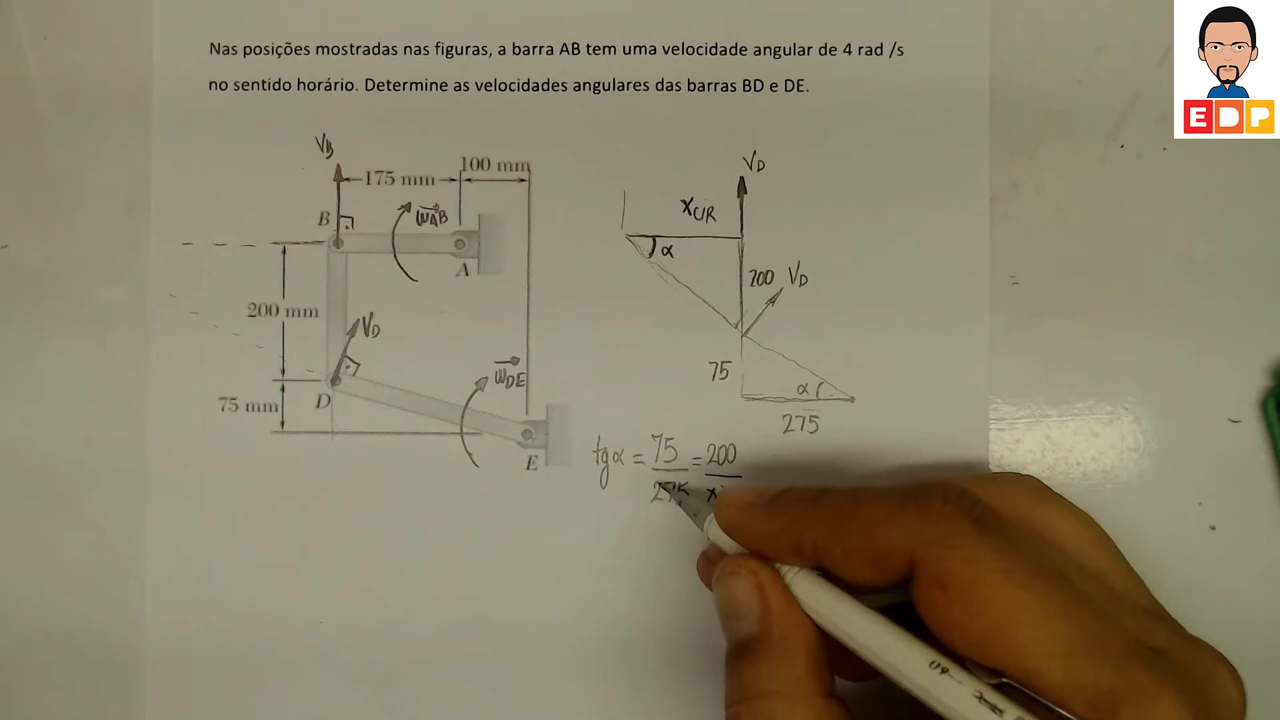 Nas posições mostradas nas figuras, a barra AB tem uma velocidade angular de 4 rad /s
no sentido horário. Determine as velocidades angulares das barras BD e DE.
EDP
VB
175 mm
100 mm
B
WAB
A
200 mm
VD
WDE
D
75 mm
E
VD
XCIR
α
200 VD
75
α
275
tgα = 75 = 200
275